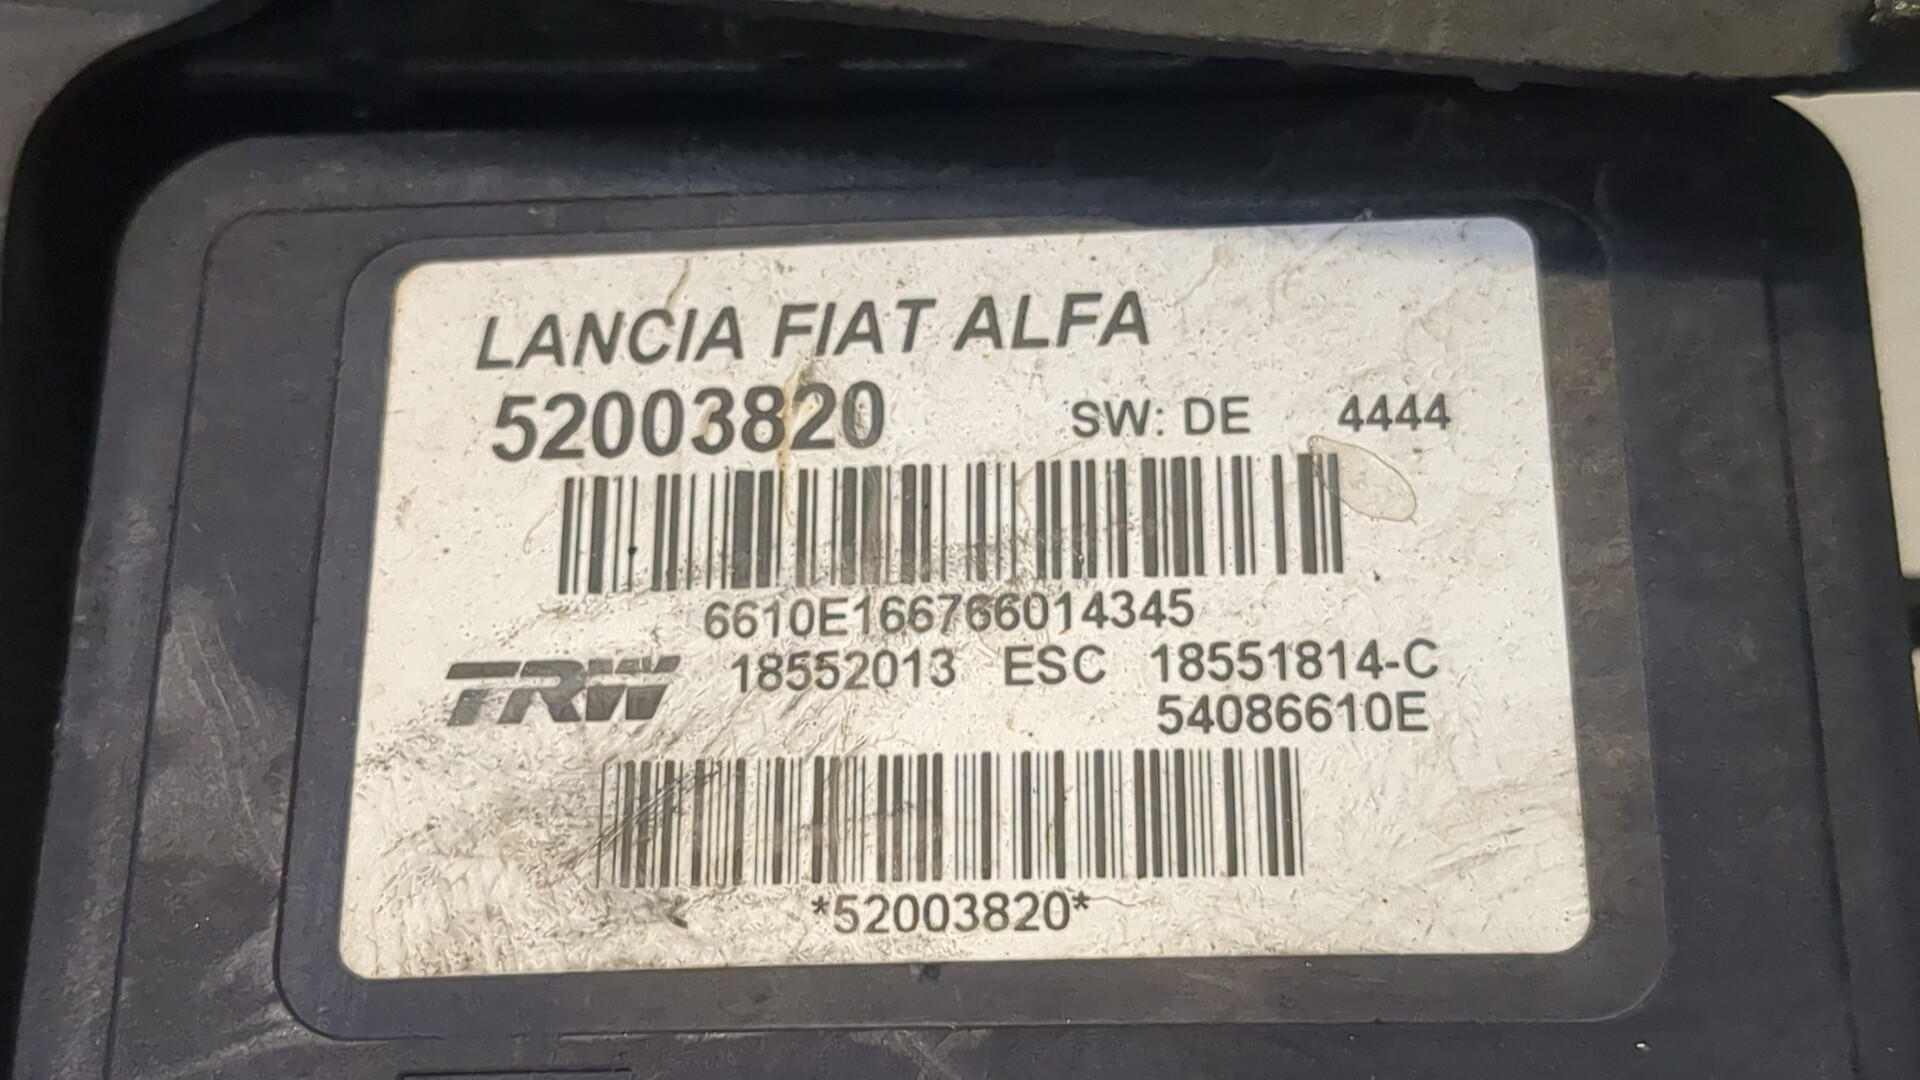 LANCIA FIAT ALFA
52003820 SW: DE 4444
6610E166766014345
TRW 18552013 ESC 18551814-C
54086610E
*52003820*